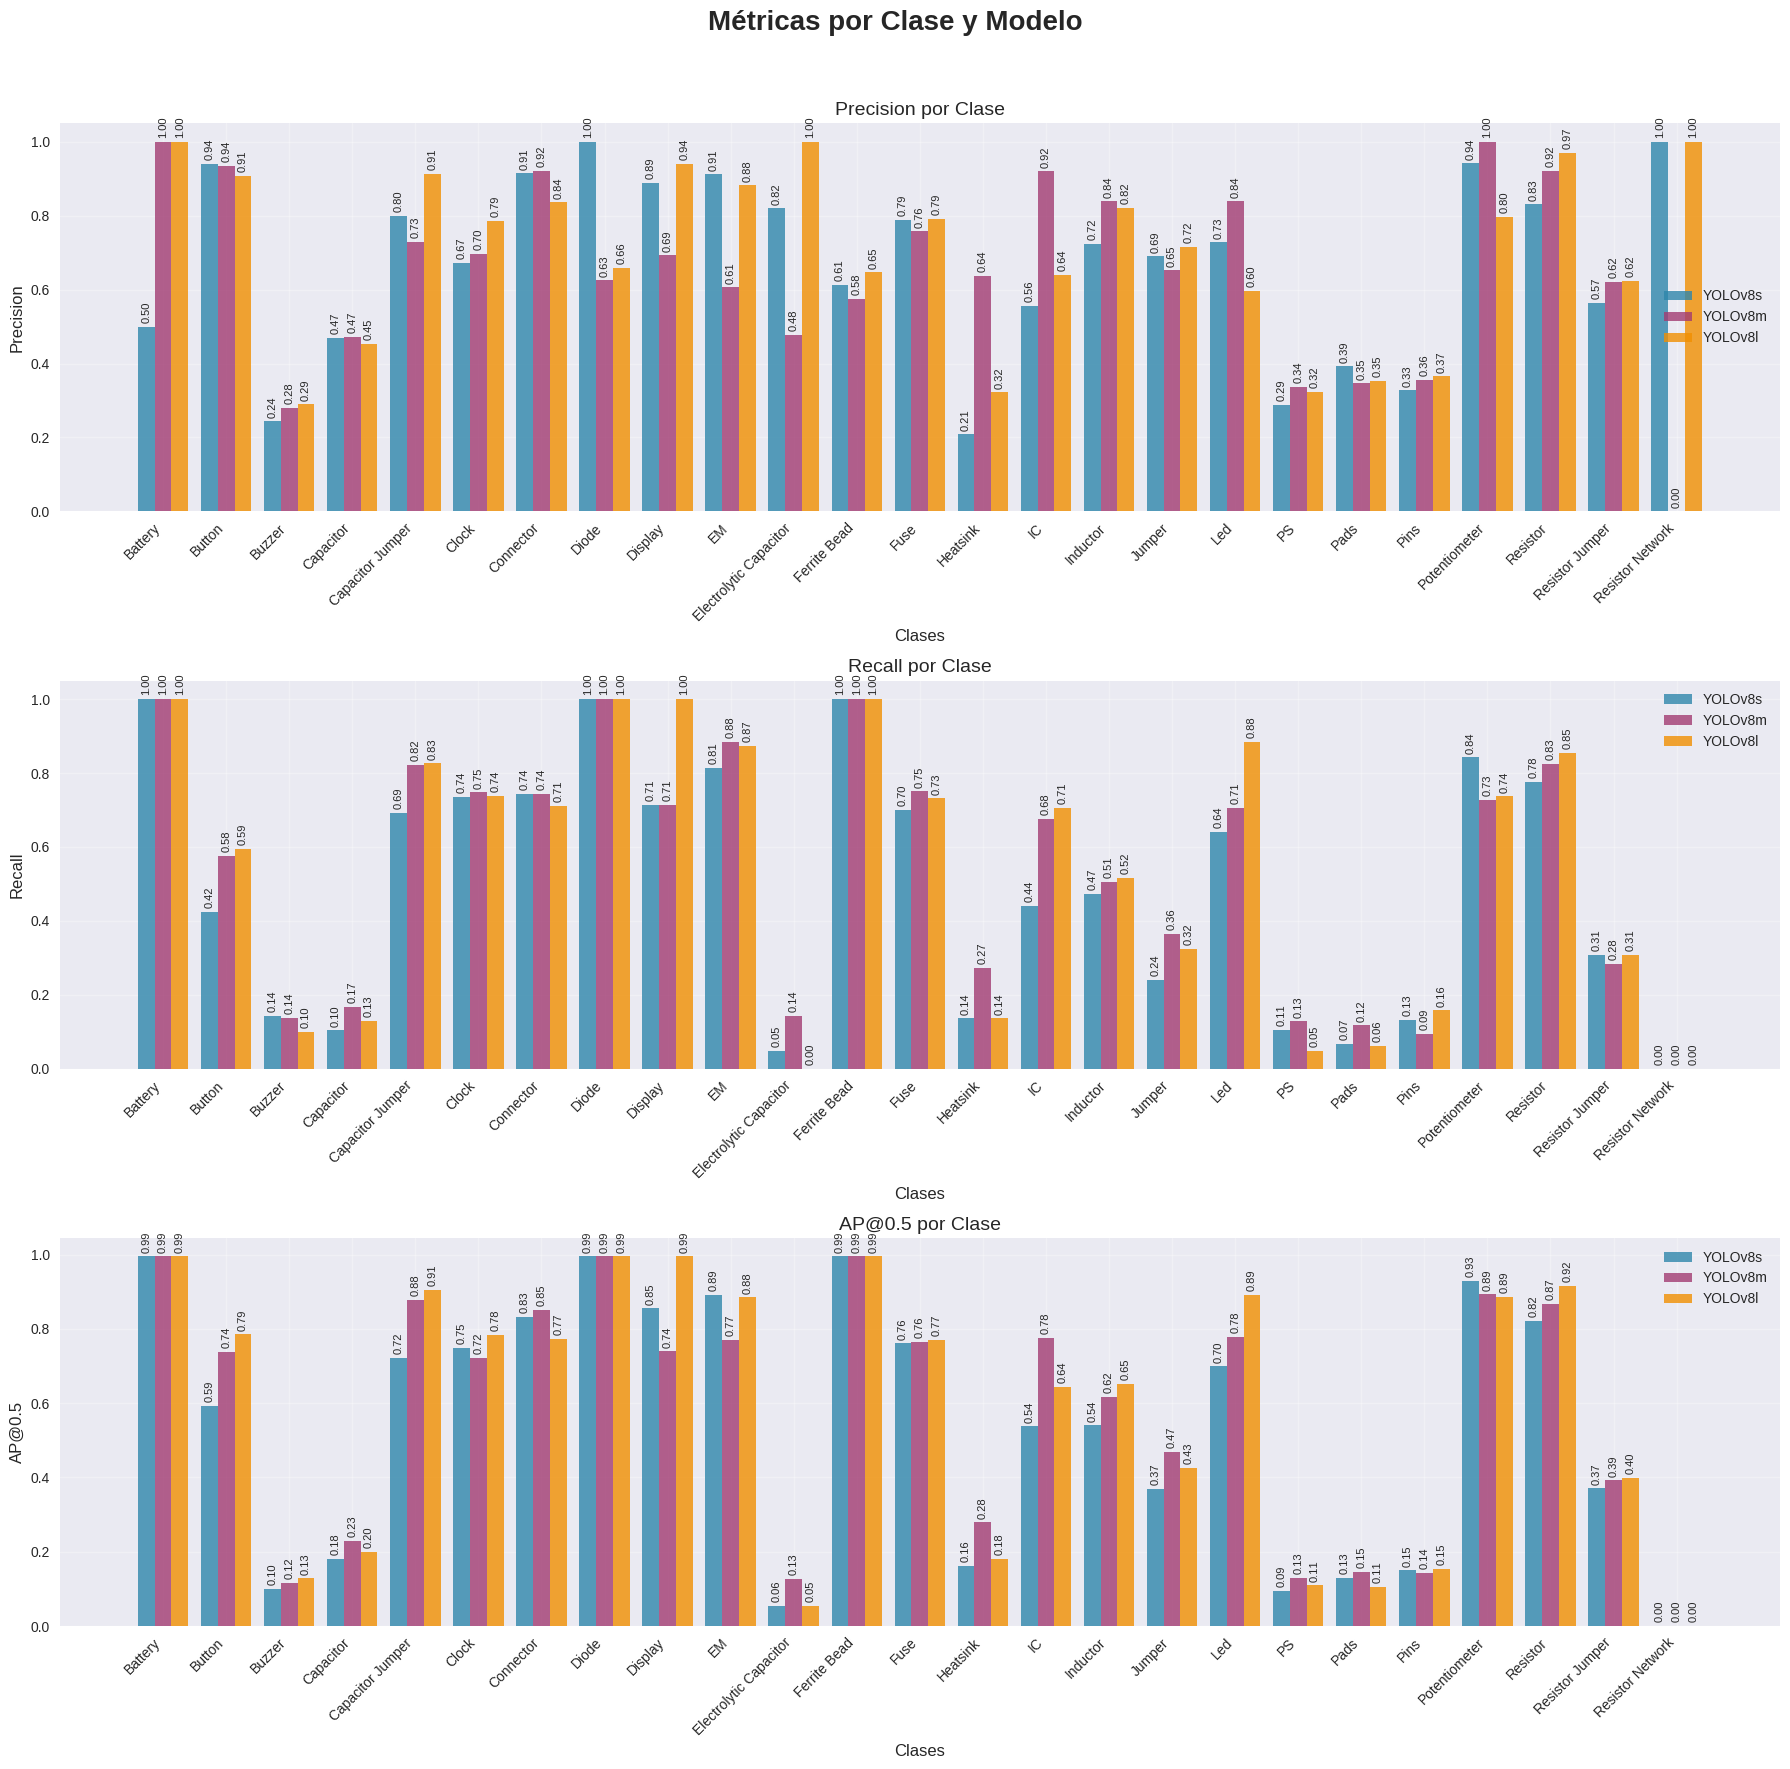 Métricas por Clase y Modelo
Precision por Clase
Precision
1.0
0.8
0.6
0.4
0.2
0.0
0.50 1.00 1.00
0.94 0.94 0.91
0.24 0.28 0.29
0.47 0.47 0.45
0.80 0.73 0.91
0.67 0.70 0.79
0.91 0.92 0.84
1.00 0.63 0.66
0.89 0.69 0.94
0.91 0.61 0.88
0.82 0.48 1.00
0.61 0.58 0.65
0.79 0.76 0.79
0.21 0.64 0.32
0.56 0.92 0.64
0.72 0.84 0.82
0.69 0.65 0.72
0.73 0.84 0.60
0.29 0.34 0.32
0.39 0.35 0.35
0.33 0.36 0.37
0.94 1.00 0.80
0.83 0.92 0.97
0.57 0.62 0.62
1.00 0.00 1.00
YOLOv8s
YOLOv8m
YOLOv8l
Battery
Button
Buzzer
Capacitor
Capacitor Jumper
Clock
Connector
Diode
Display
EM
Electrolytic Capacitor
Ferrite Bead
Fuse
Heatsink
IC
Inductor
Jumper
Led
PS
Pads
Pins
Potentiometer
Resistor
Resistor Jumper
Resistor Network
Clases
Recall por Clase
Recall
1.0
0.8
0.6
0.4
0.2
0.0
1.00 1.00 1.00
0.42 0.58 0.59
0.14 0.14 0.10
0.10 0.17 0.13
0.69 0.82 0.83
0.74 0.75 0.74
0.74 0.74 0.71
1.00 1.00 1.00
0.71 0.71 1.00
0.81 0.88 0.87
0.05 0.14 0.00
1.00 1.00 1.00
0.70 0.75 0.73
0.14 0.27 0.14
0.44 0.68 0.71
0.47 0.51 0.52
0.24 0.36 0.32
0.64 0.71 0.88
0.11 0.13 0.05
0.07 0.12 0.06
0.13 0.09 0.16
0.84 0.73 0.74
0.78 0.83 0.85
0.31 0.28 0.31
0.00 0.00 0.00
YOLOv8s
YOLOv8m
YOLOv8l
Battery
Button
Buzzer
Capacitor
Capacitor Jumper
Clock
Connector
Diode
Display
EM
Electrolytic Capacitor
Ferrite Bead
Fuse
Heatsink
IC
Inductor
Jumper
Led
PS
Pads
Pins
Potentiometer
Resistor
Resistor Jumper
Resistor Network
Clases
AP@0.5 por Clase
AP@0.5
1.0
0.8
0.6
0.4
0.2
0.0
0.99 0.99 0.99
0.59 0.74 0.79
0.10 0.12 0.13
0.18 0.23 0.20
0.72 0.88 0.91
0.75 0.72 0.78
0.83 0.85 0.77
0.99 0.99 0.99
0.85 0.74 0.99
0.89 0.77 0.88
0.06 0.13 0.05
0.99 0.99 0.99
0.76 0.76 0.77
0.16 0.28 0.18
0.54 0.78 0.64
0.54 0.62 0.65
0.37 0.47 0.43
0.70 0.78 0.89
0.09 0.13 0.11
0.13 0.15 0.11
0.15 0.14 0.15
0.93 0.89 0.89
0.82 0.87 0.92
0.37 0.39 0.40
0.00 0.00 0.00
YOLOv8s
YOLOv8m
YOLOv8l
Battery
Button
Buzzer
Capacitor
Capacitor Jumper
Clock
Connector
Diode
Display
EM
Electrolytic Capacitor
Ferrite Bead
Fuse
Heatsink
IC
Inductor
Jumper
Led
PS
Pads
Pins
Potentiometer
Resistor
Resistor Jumper
Resistor Network
Clases